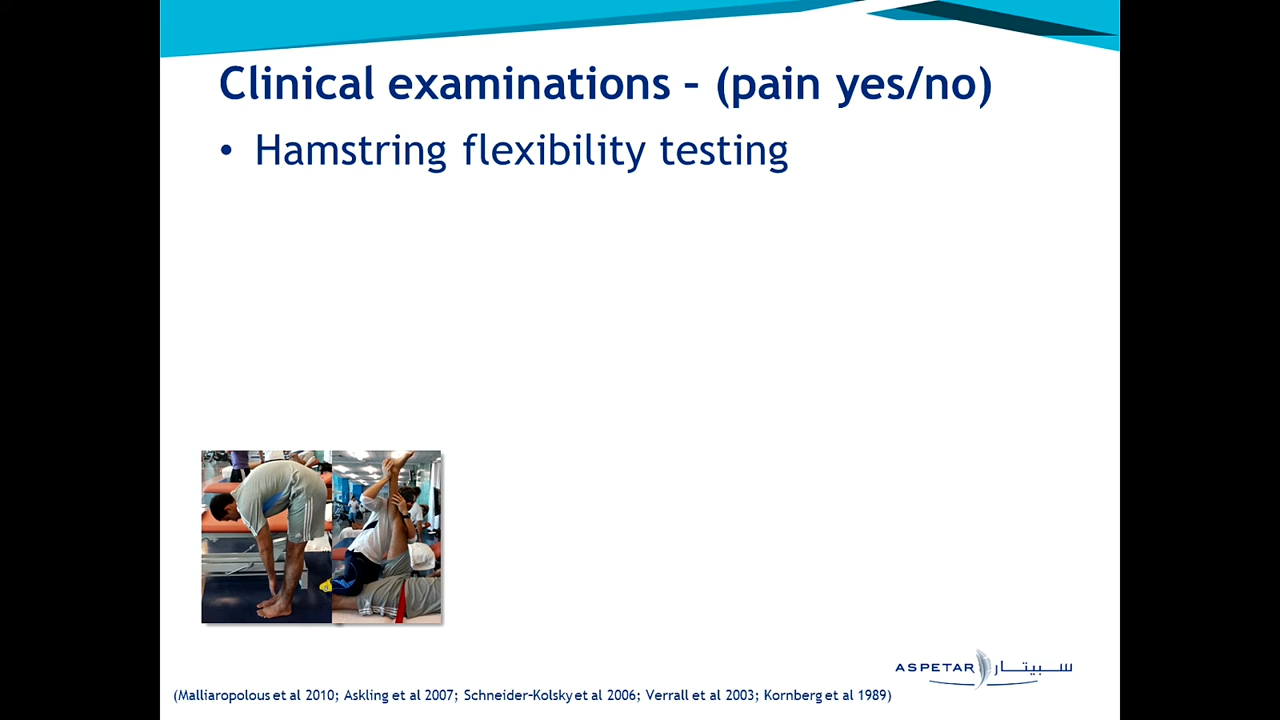 Clinical examinations – (pain yes/no)
• Hamstring flexibility testing
ASPETAR سبيتار
(Malliaropolous et al 2010; Askling et al 2007; Schneider-Kolsky et al 2006; Verrall et al 2003; Kornberg et al 1989)